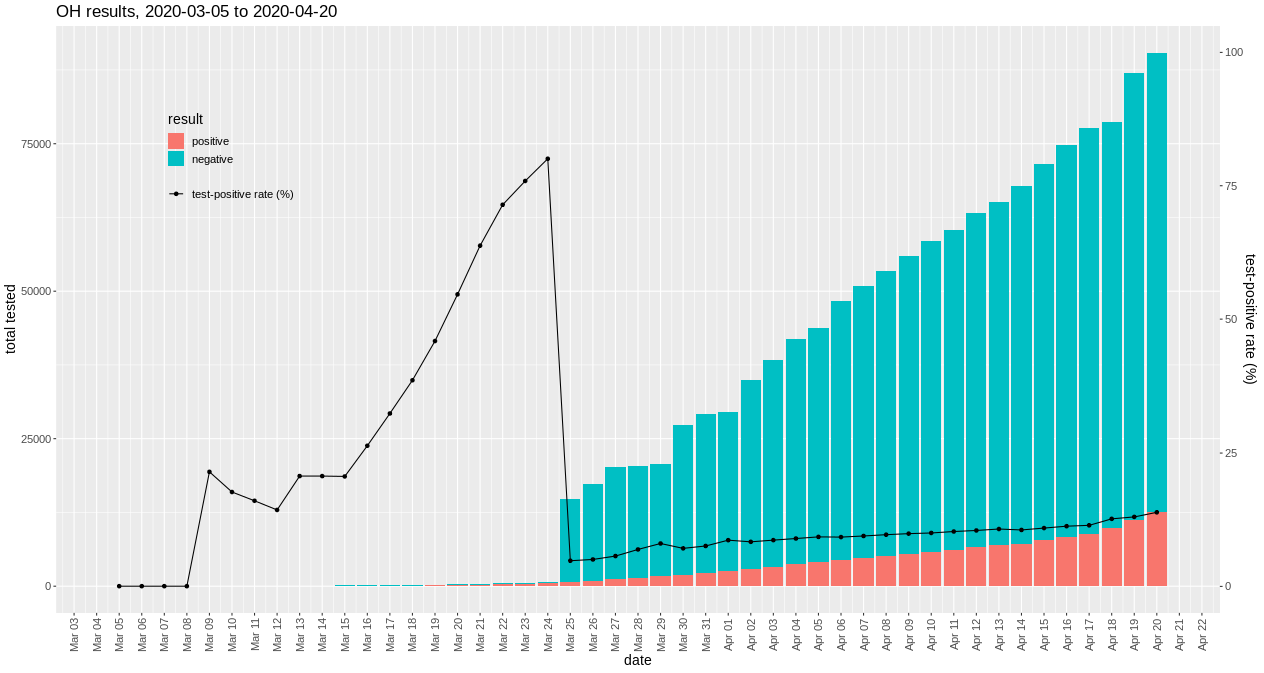 OH results, 2020-03-05 to 2020-04-20
result
positive
negative
test-positive rate (%)
total tested
75000
50000
25000
0
100
75
50
25
0
test-positive rate (%)
Mar 03
Mar 04
Mar 05
Mar 06
Mar 07
Mar 08
Mar 09
Mar 10
Mar 11
Mar 12
Mar 13
Mar 14
Mar 15
Mar 16
Mar 17
Mar 18
Mar 19
Mar 20
Mar 21
Mar 22
Mar 23
Mar 24
Mar 25
Mar 26
Mar 27
Mar 28
Mar 29
Mar 30
Mar 31
Apr 01
Apr 02
Apr 03
Apr 04
Apr 05
Apr 06
Apr 07
Apr 08
Apr 09
Apr 10
Apr 11
Apr 12
Apr 13
Apr 14
Apr 15
Apr 16
Apr 17
Apr 18
Apr 19
Apr 20
Apr 21
Apr 22
date